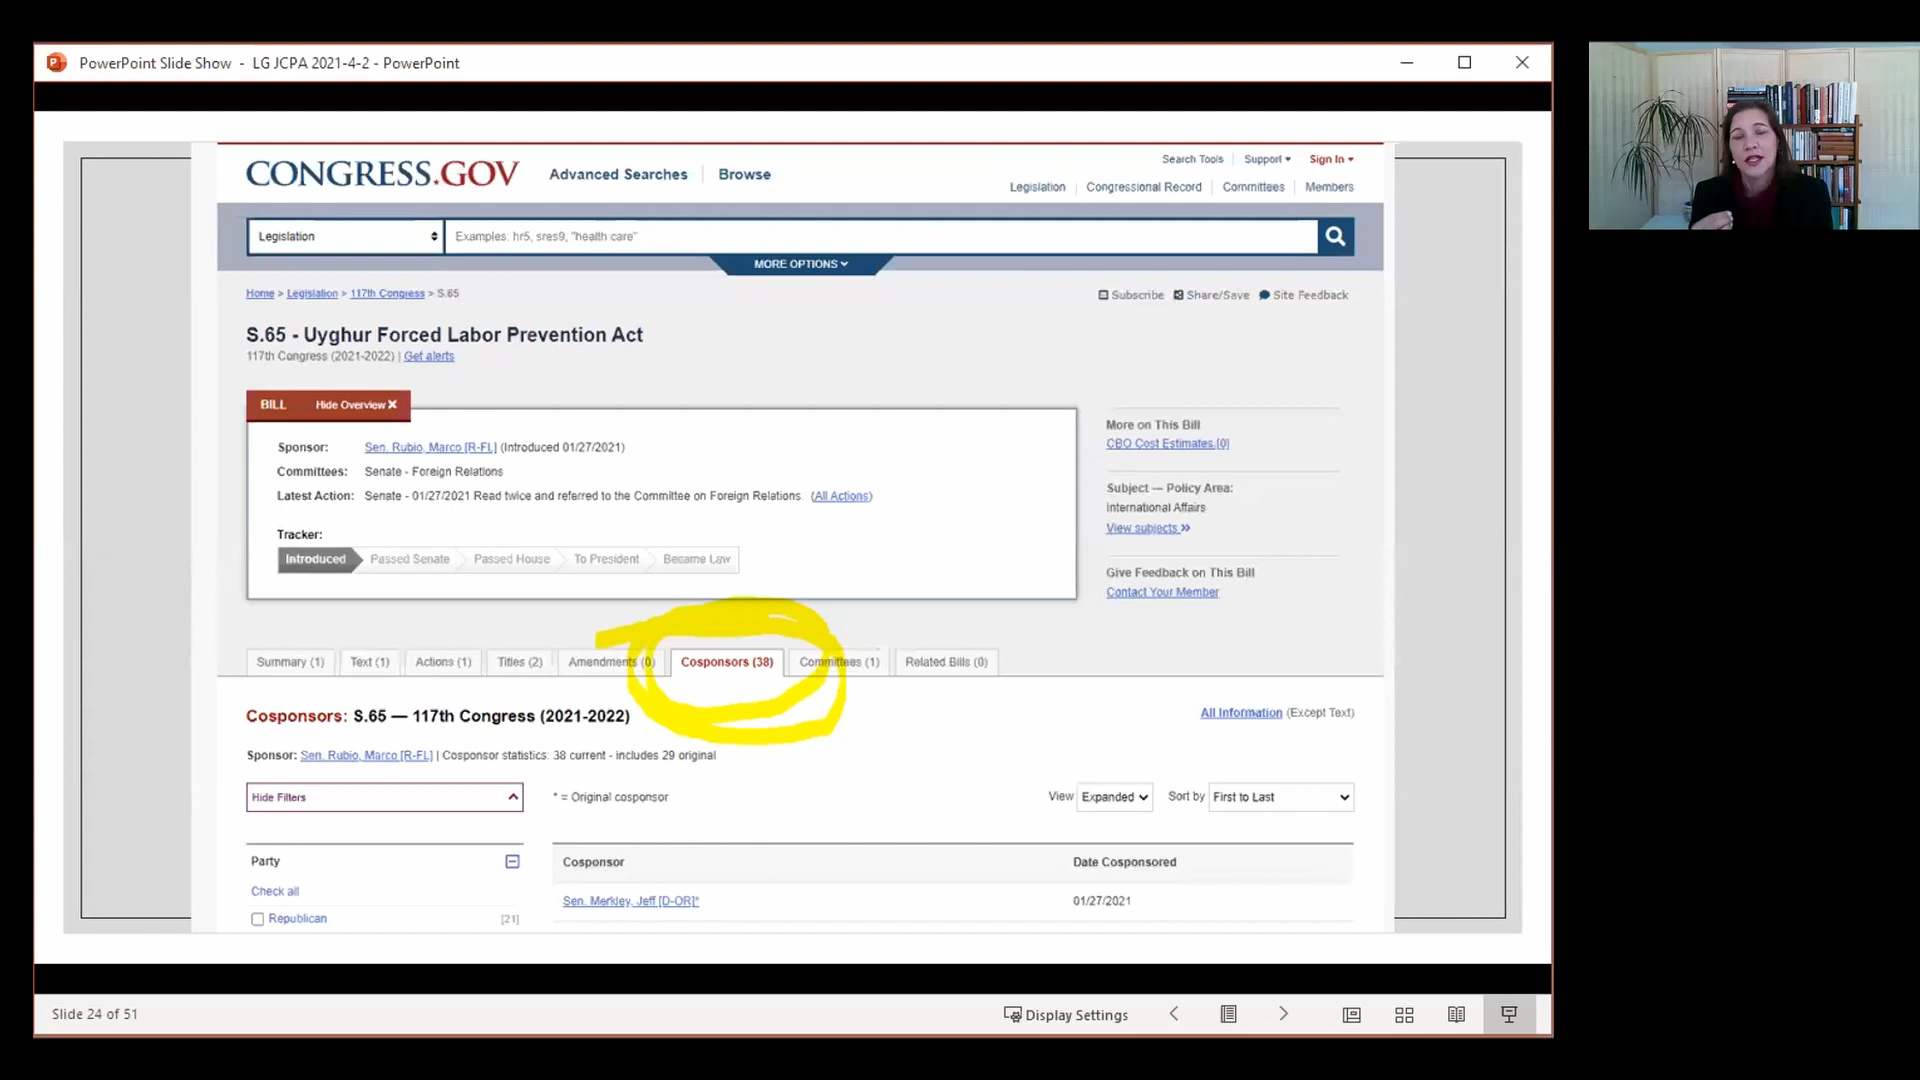 PowerPoint Slide Show - LG JCPA 2021-4-2 - PowerPoint
CONGRESS.GOV
Advanced Searches
Browse
Search Tools
Support
Sign In
Legislation
Congressional Record
Committees
Members
Legislation
Examples: hr5, sres9, "health care"
MORE OPTIONS
Home > Legislation > 117th Congress > S.65
Subscribe
Share/Save
Site Feedback
S.65 - Uyghur Forced Labor Prevention Act
117th Congress (2021-2022) | Get alerts
BILL
Hide Overview X
Sponsor: Sen. Rubio, Marco [R-FL] (Introduced 01/27/2021)
Committees: Senate - Foreign Relations
Latest Action: Senate - 01/27/2021 Read twice and referred to the Committee on Foreign Relations (All Actions)
Tracker:
Introduced
Passed Senate
Passed House
To President
Became Law
More on This Bill
CBO Cost Estimates [0]
Subject — Policy Area:
International Affairs
View subjects »
Give Feedback on This Bill
Contact Your Member
Summary (1)
Text (1)
Actions (1)
Titles (2)
Amendments (0)
Cosponsors (38)
Committees (1)
Related Bills (0)
Cosponsors: S.65 — 117th Congress (2021-2022)
All Information (Except Text)
Sponsor: Sen. Rubio, Marco [R-FL] | Cosponsor statistics: 38 current - includes 29 original
Hide Filters
* = Original cosponsor
View Expanded
Sort by First to Last
Party
Check all
Republican [21]
Cosponsor
Date Cosponsored
Sen. Merkley, Jeff [D-OR]*
01/27/2021
Slide 24 of 51
Display Settings